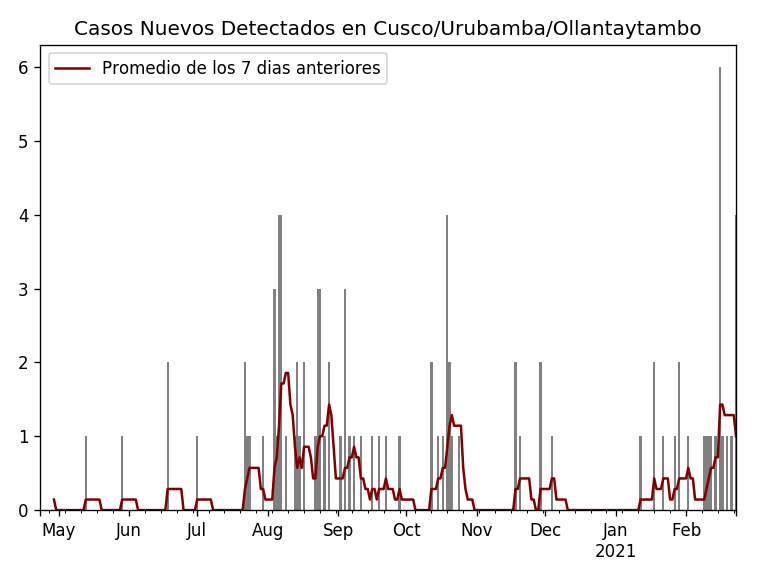 Casos Nuevos Detectados en Cusco/Urubamba/Ollantaytambo
Promedio de los 7 dias anteriores
6
5
4
3
2
1
0
May Jun Jul Aug Sep Oct Nov Dec Jan Feb
2021